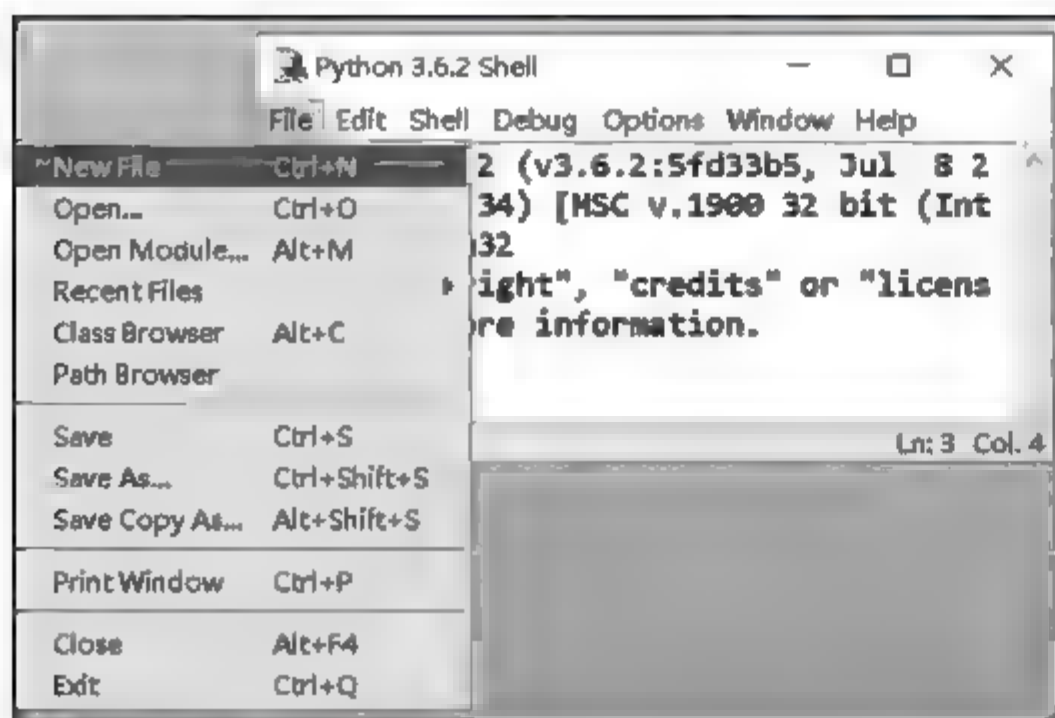 Python 3.6.2 Shell
File Edit Shell Debug Options Window Help
New File Ctrl+N
Open... Ctrl+O
Open Module... Alt+M
Recent Files
Class Browser Alt+C
Path Browser
Save Ctrl+S
Save As... Ctrl+Shift+S
Save Copy As... Alt+Shift+S
Print Window Ctrl+P
Close Alt+F4
Exit Ctrl+Q
2 (v3.6.2:5fd33b5, Jul 8 2
34) [MSC v.1900 32 bit (Int
32
ight", "credits" or "licens
re information.
Ln: 3 Col. 4